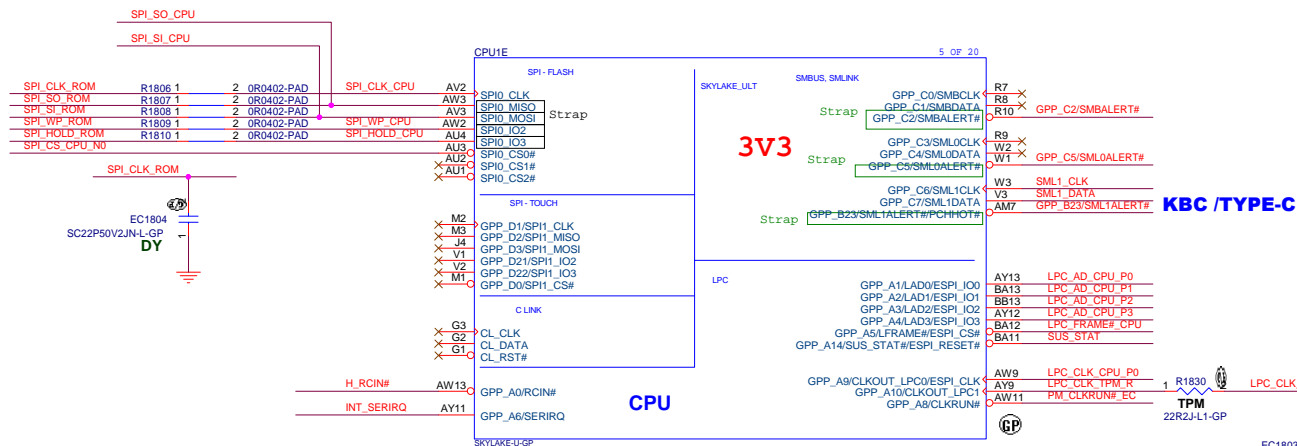 SPI_SO_CPU
SPI_SI_CPU
CPU1E
5 OF 20
SPI - FLASH
SKYLAKE_ULT
SMBUS, SMLINK
SPI_CLK_ROM R1806 1 2 0R0402-PAD SPI_CLK_CPU AV2 SPI0_CLK
SPI_SO_ROM R1807 1 2 0R0402-PAD AW3 SPI0_MISO
SPI_SI_ROM R1808 1 2 0R0402-PAD AV3 SPI0_MOSI
Strap
SPI_WP_ROM R1809 1 2 0R0402-PAD SPI_WP_CPU AW2 SPI0_IO2
SPI_HOLD_ROM R1810 1 2 0R0402-PAD SPI_HOLD_CPU AU4 SPI0_IO3
SPI_CS_CPU_N0 AU3 SPI0_CS0#
AU2 SPI0_CS1#
AU1 SPI0_CS2#
GPP_C0/SMBCLK R7
GPP_C1/SMBDATA R8
Strap
GPP_C2/SMBALERT# R10 GPP_C2/SMBALERT#
3V3
GPP_C3/SML0CLK R9
GPP_C4/SML0DATA W2
Strap
GPP_C5/SML0ALERT# W1 GPP_C5/SML0ALERT#
GPP_C6/SML1CLK W3 SML1_CLK
GPP_C7/SML1DATA V3 SML1_DATA
Strap
GPP_B23/SML1ALERT#/PCHHOT# AM7 GPP_B23/SML1ALERT#
KBC /TYPE-C
SPI_CLK_ROM
EC1804
SC22P50V2JN-L-GP
1
DY
SPI - TOUCH
M2 GPP_D1/SPI1_CLK
M3 GPP_D2/SPI1_MISO
J4 GPP_D3/SPI1_MOSI
V1 GPP_D21/SPI1_IO2
V2 GPP_D22/SPI1_IO3
M1 GPP_D0/SPI1_CS#
LPC
GPP_A1/LAD0/ESPI_IO0 AY13 LPC_AD_CPU_P0
GPP_A2/LAD1/ESPI_IO1 BA13 LPC_AD_CPU_P1
GPP_A3/LAD2/ESPI_IO2 BB13 LPC_AD_CPU_P2
GPP_A4/LAD3/ESPI_IO3 AY12 LPC_AD_CPU_P3
GPP_A5/LFRAME#/ESPI_CS# BA12 LPC_FRAME#_CPU
GPP_A14/SUS_STAT#/ESPI_RESET# BA11 SUS_STAT
C LINK
G3 CL_CLK
G2 CL_DATA
G1 CL_RST#
H_RCIN# AW13 GPP_A0/RCIN#
INT_SERIRQ AY11 GPP_A6/SERIRQ
CPU
GPP_A9/CLKOUT_LPC0/ESPI_CLK AW9 LPC_CLK_CPU_P0
GPP_A10/CLKOUT_LPC1 AY9 LPC_CLK_TPM_R 1 R1830 2 LPC_CLK_
GPP_A8/CLKRUN# AW11 PM_CLKRUN#_EC
TPM
22R2J-L1-GP
GP
SKYLAKE-U-GP
EC1803